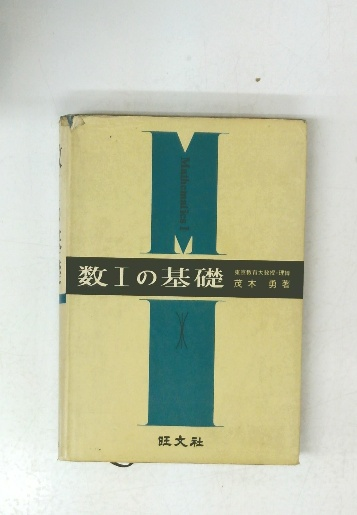 Mathematics I
数Ⅰの基礎
東京教育大教授・理博
茂木 勇 著
旺文社